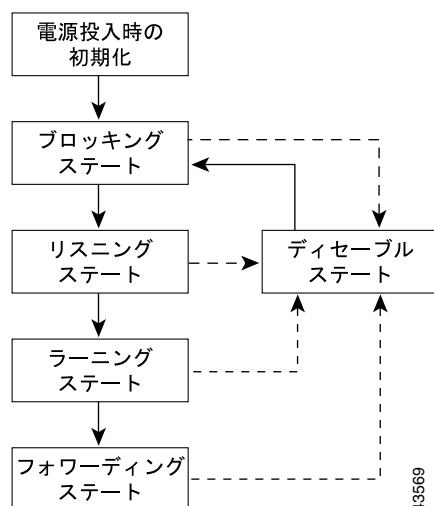 電源投入時の
初期化
ブロッキング
ステート
リスニング
ステート
ディセーブル
ステート
ラーニング
ステート
フォワーディング
ステート
43569